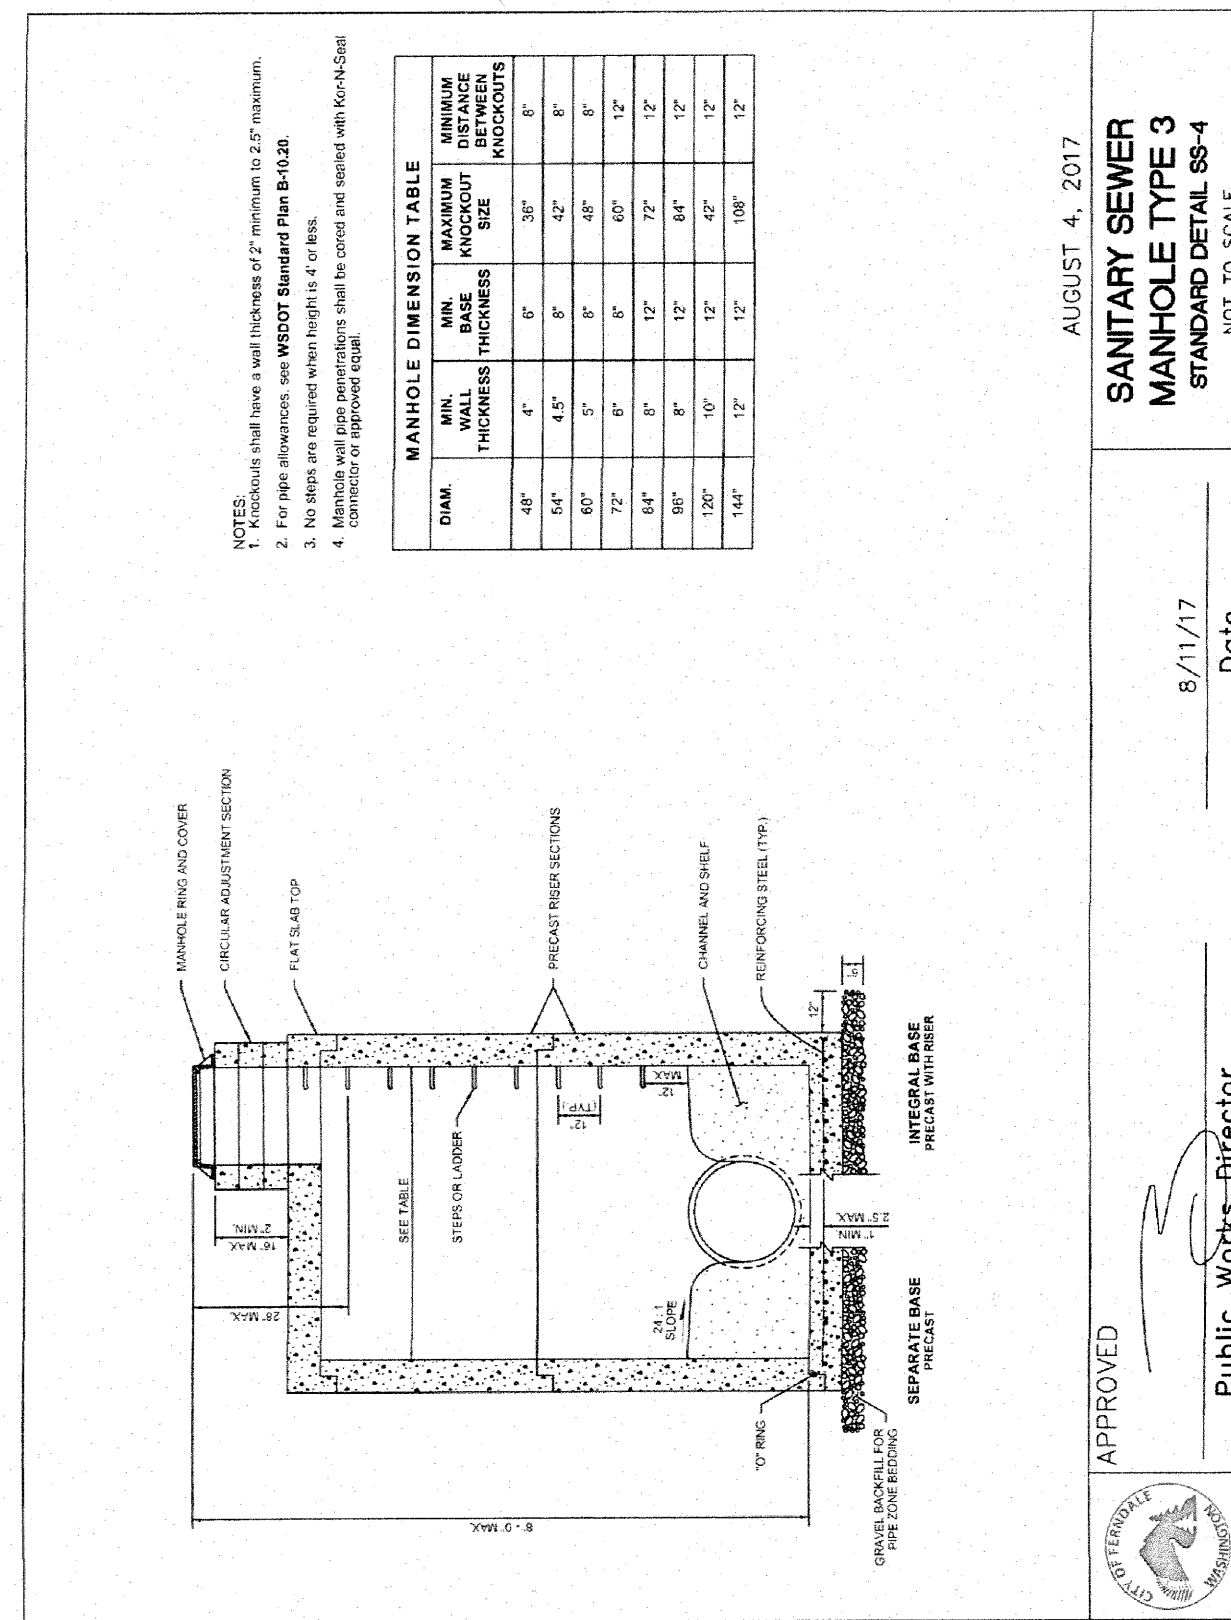 NOTES:
1. Knockouts shall have a wall thickness of 2" minimum to 2.5" maximum.
2. For pipe allowances, see WSDOT Standard Plan B-10.20.
3. No steps are required when height is 4' or less.
4. Manhole wall pipe penetrations shall be cored and sealed with Kor-N-Seal
connector or approved equal.
MANHOLE DIMENSION TABLE
DIAM. MIN. WALL THICKNESS MIN. BASE THICKNESS MAXIMUM KNOCKOUT SIZE MINIMUM DISTANCE BETWEEN KNOCKOUTS
48" 4" 6" 36" 8"
54" 4.5" 8" 42" 8"
60" 5" 8" 48" 8"
72" 6" 8" 60" 12"
84" 8" 12" 72" 12"
96" 8" 12" 84" 12"
120" 10" 12" 42" 12"
144" 12" 12" 108" 12"
MANHOLE RING AND COVER
CIRCULAR ADJUSTMENT SECTION
FLAT SLAB TOP
2" MIN.
16" MAX.
28" MAX.
SEE TABLE
STEPS OR LADDER
12"
(TYP.)
PRECAST RISER SECTIONS
12"
MAX
24:1
SLOPE
CHANNEL AND SHELF
REINFORCING STEEL (TYP.)
"O" RING
12"
6"
1" MIN.
2.5" MAX
8' - 0" MAX.
GRAVEL BACKFILL FOR
PIPE ZONE BEDDING
SEPARATE BASE
PRECAST
INTEGRAL BASE
PRECAST WITH RISER
AUGUST 4, 2017
CITY OF FERNDALE
WASHINGTON
APPROVED
8/11/17
Public Works Director
Date
SANITARY SEWER
MANHOLE TYPE 3
STANDARD DETAIL SS-4
NOT TO SCALE